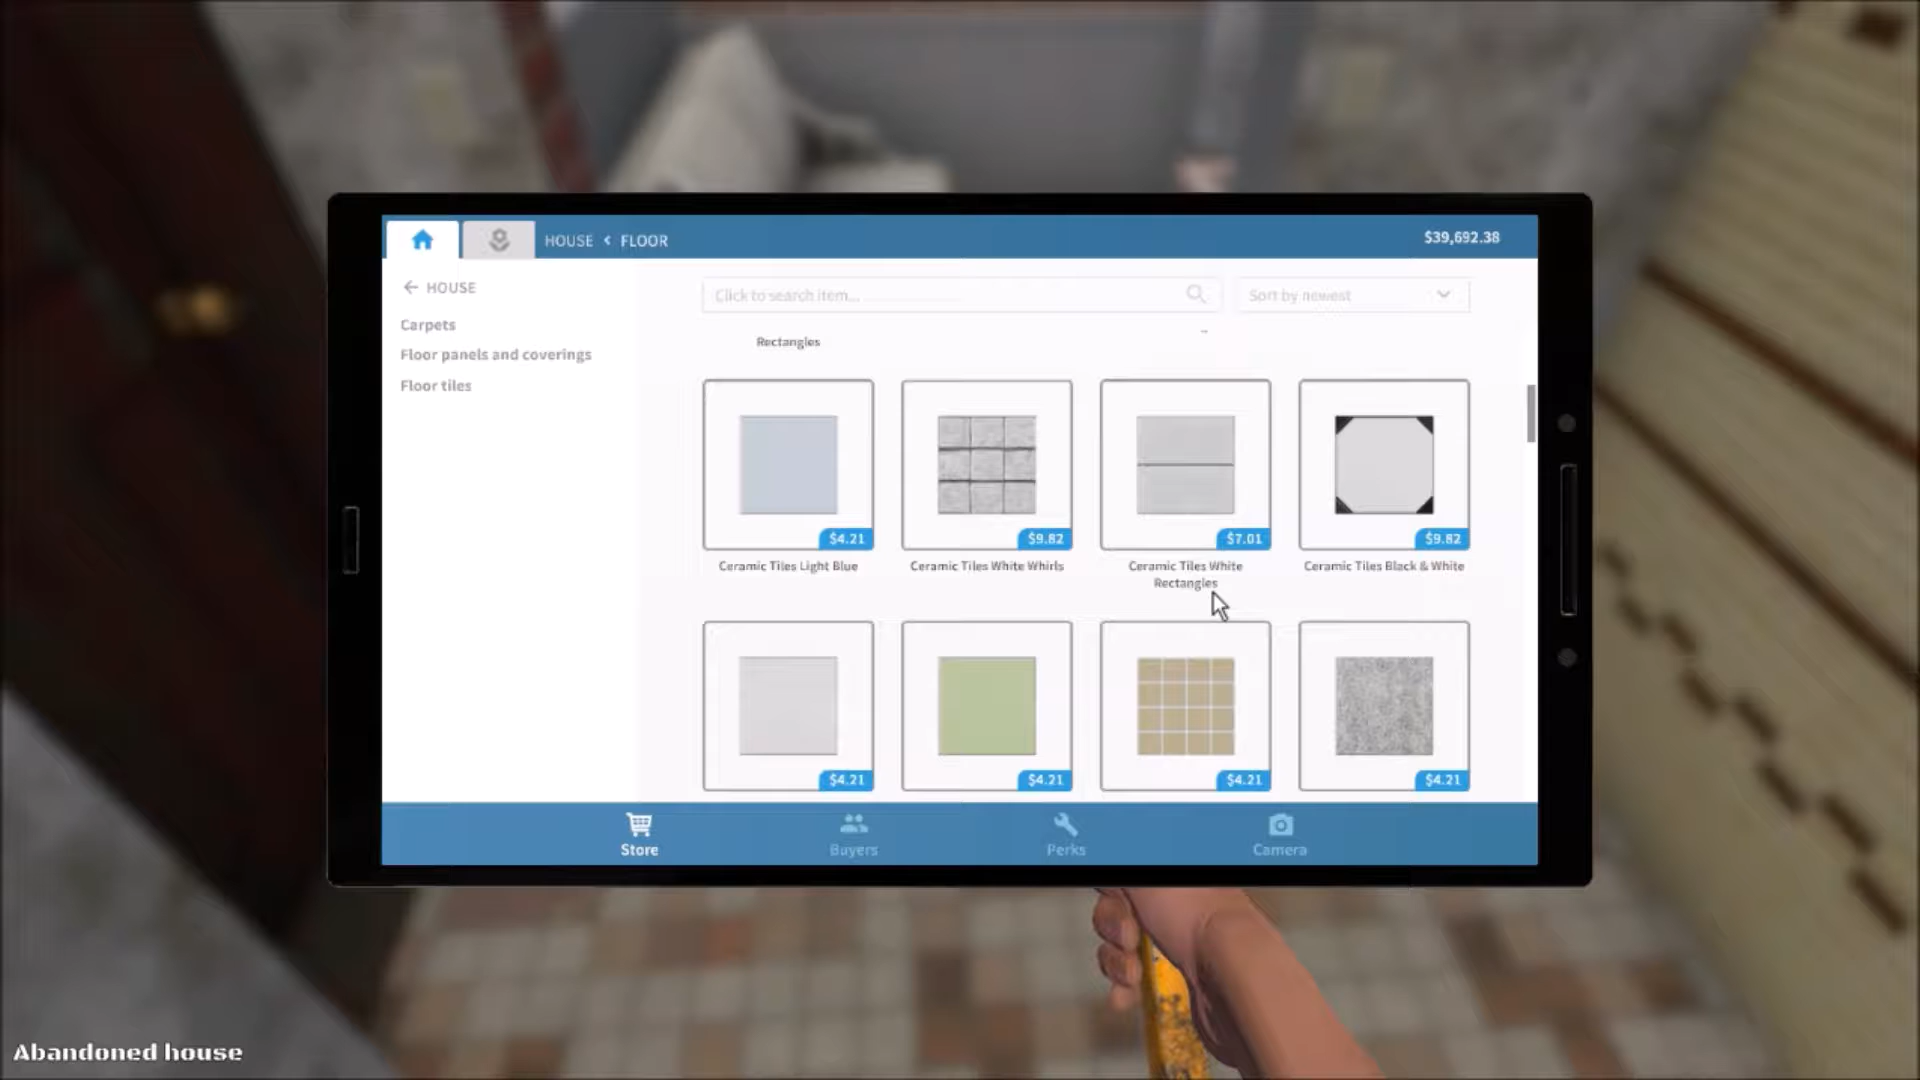 HOUSE < FLOOR
$39,692.38
← HOUSE
Carpets
Floor panels and coverings
Floor tiles
Click to search item...
Sort by newest
Rectangles
$4.21
$9.82
$7.01
$9.82
Ceramic Tiles Light Blue
Ceramic Tiles White Whirls
Ceramic Tiles White
Rectangles
Ceramic Tiles Black & White
$4.21
$4.21
$4.21
$4.21
Store
Buyers
Perks
Camera
Abandoned house